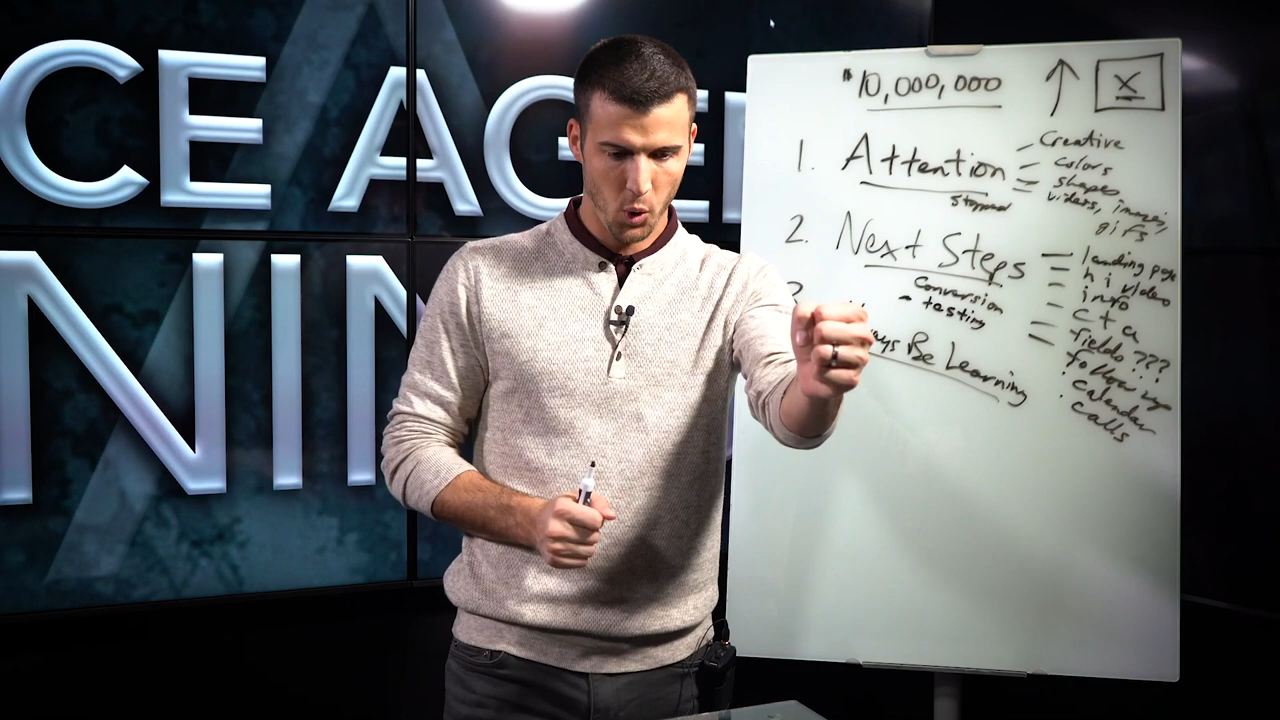 CE AGE
NIN
$10,000,000
X
1. Attention
stopped
- Creative
- colors
= shapes
videos, images,
gifs
2. Next Steps
conversion
- testing
- landing page
= hi video
= info
- cta
- fields ???
. follow up
. calendar
. calls
Be Learning